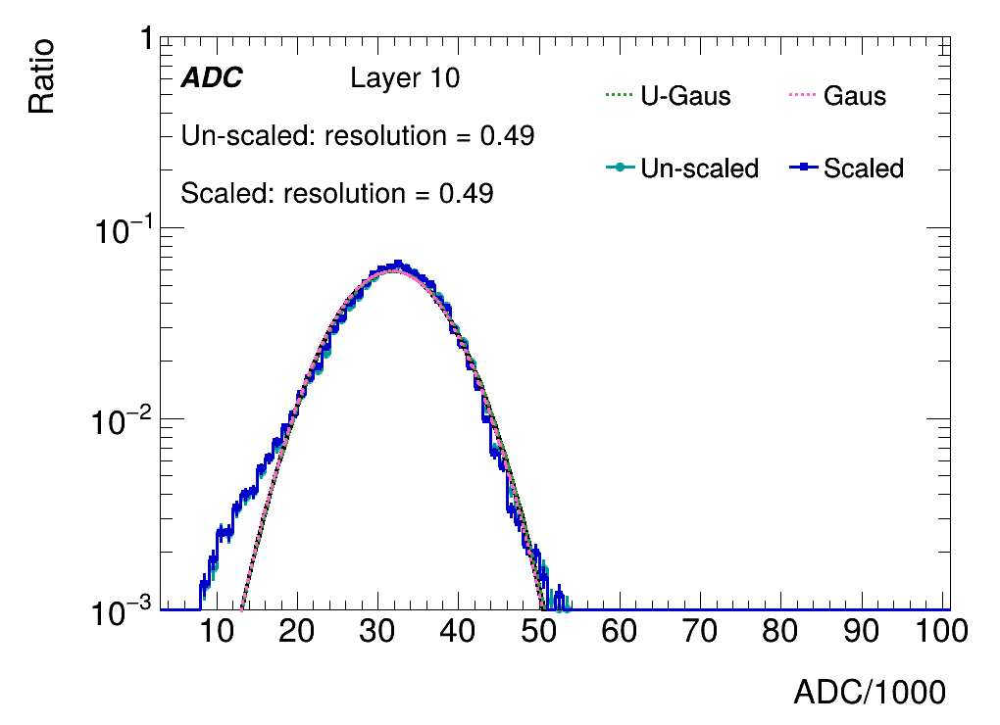 Ratio
1
10⁻¹
10⁻²
10⁻³
ADC Layer 10
Un-scaled: resolution = 0.49
Scaled: resolution = 0.49
U-Gaus Gaus
Un-scaled Scaled
10 20 30 40 50 60 70 80 90 100
ADC/1000